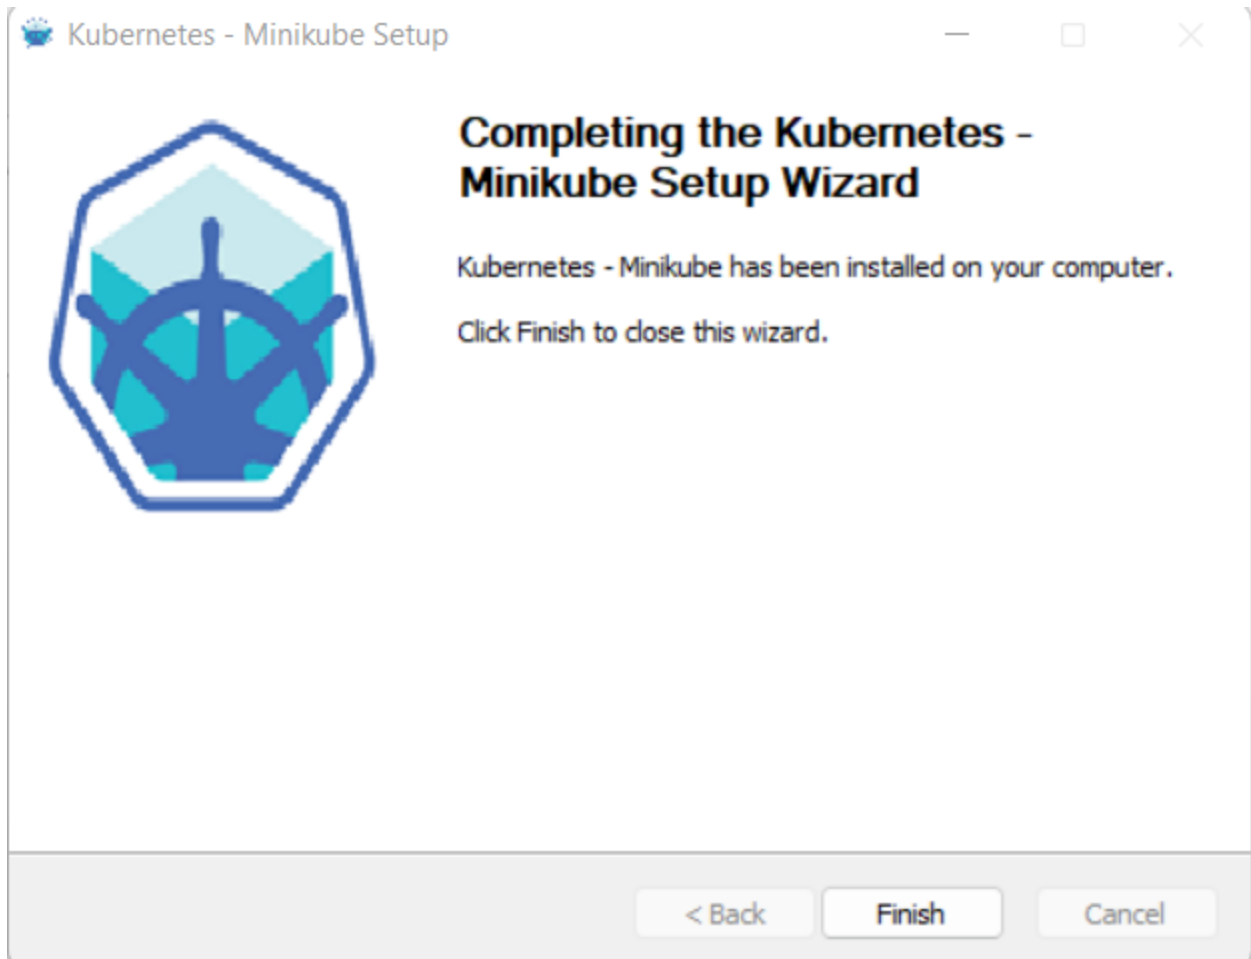 Kubernetes - Minikube Setup
Completing the Kubernetes -
Minikube Setup Wizard
Kubernetes - Minikube has been installed on your computer.
Click Finish to close this wizard.
< Back
Finish
Cancel